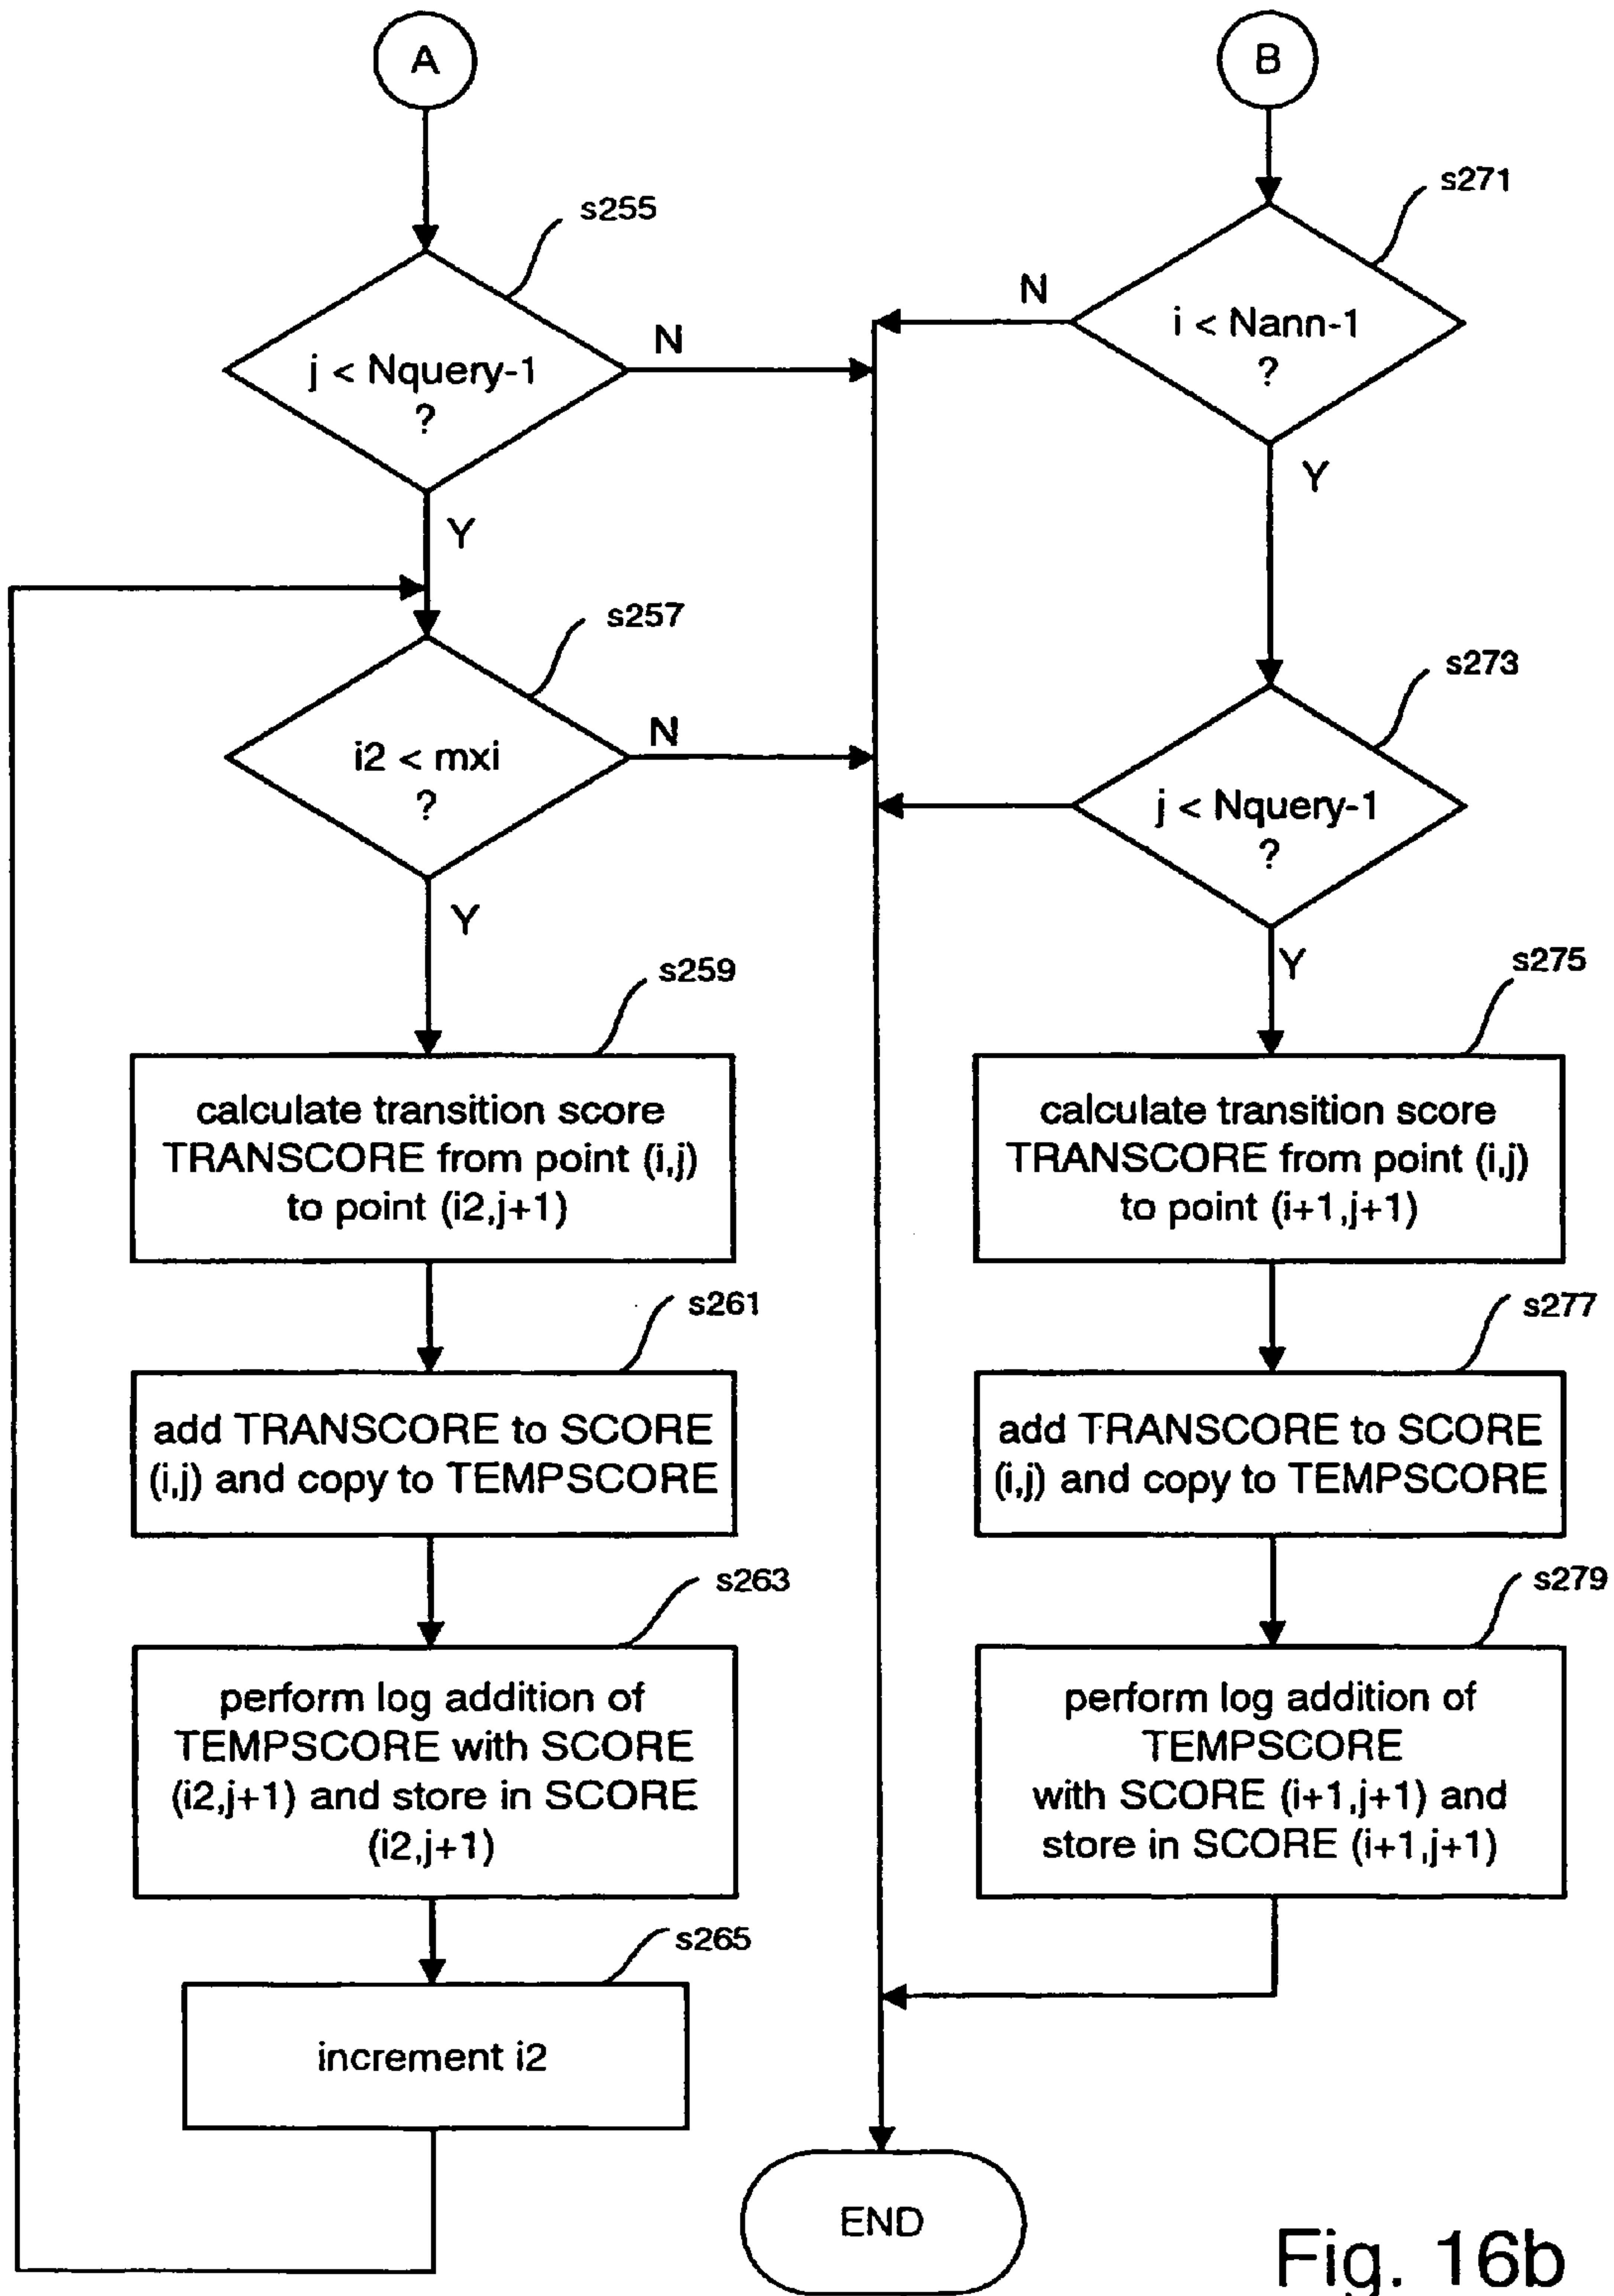 A
s255
j < Nquery-1
?
N
Y
s257
i2 < mxi
?
N
Y
s259
calculate transition score
TRANSCORE from point (i,j)
to point (i2,j+1)
s261
add TRANSCORE to SCORE
(i,j) and copy to TEMPSCORE
s263
perform log addition of
TEMPSCORE with SCORE
(i2,j+1) and store in SCORE
(i2,j+1)
s265
increment i2
B
s271
i < Nann-1
?
N
Y
s273
j < Nquery-1
?
Y
s275
calculate transition score
TRANSCORE from point (i,j)
to point (i+1,j+1)
s277
add TRANSCORE to SCORE
(i,j) and copy to TEMPSCORE
s279
perform log addition of
TEMPSCORE
with SCORE (i+1,j+1) and
store in SCORE (i+1,j+1)
END
Fig. 16b